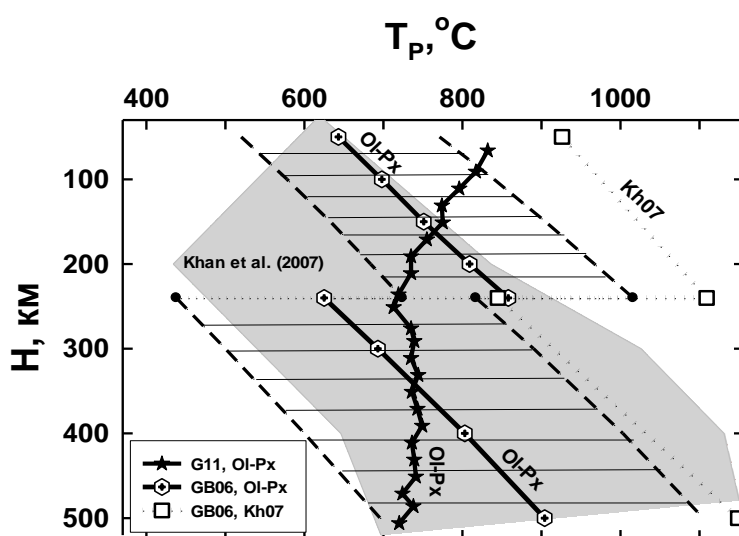 T_P, °C
400 600 800 1000
100
200
300
400
500
H, км
Ol-Px
Kh07
Khan et al. (2007)
Ol-Px
Ol-Px
G11, Ol-Px
GB06, Ol-Px
GB06, Kh07